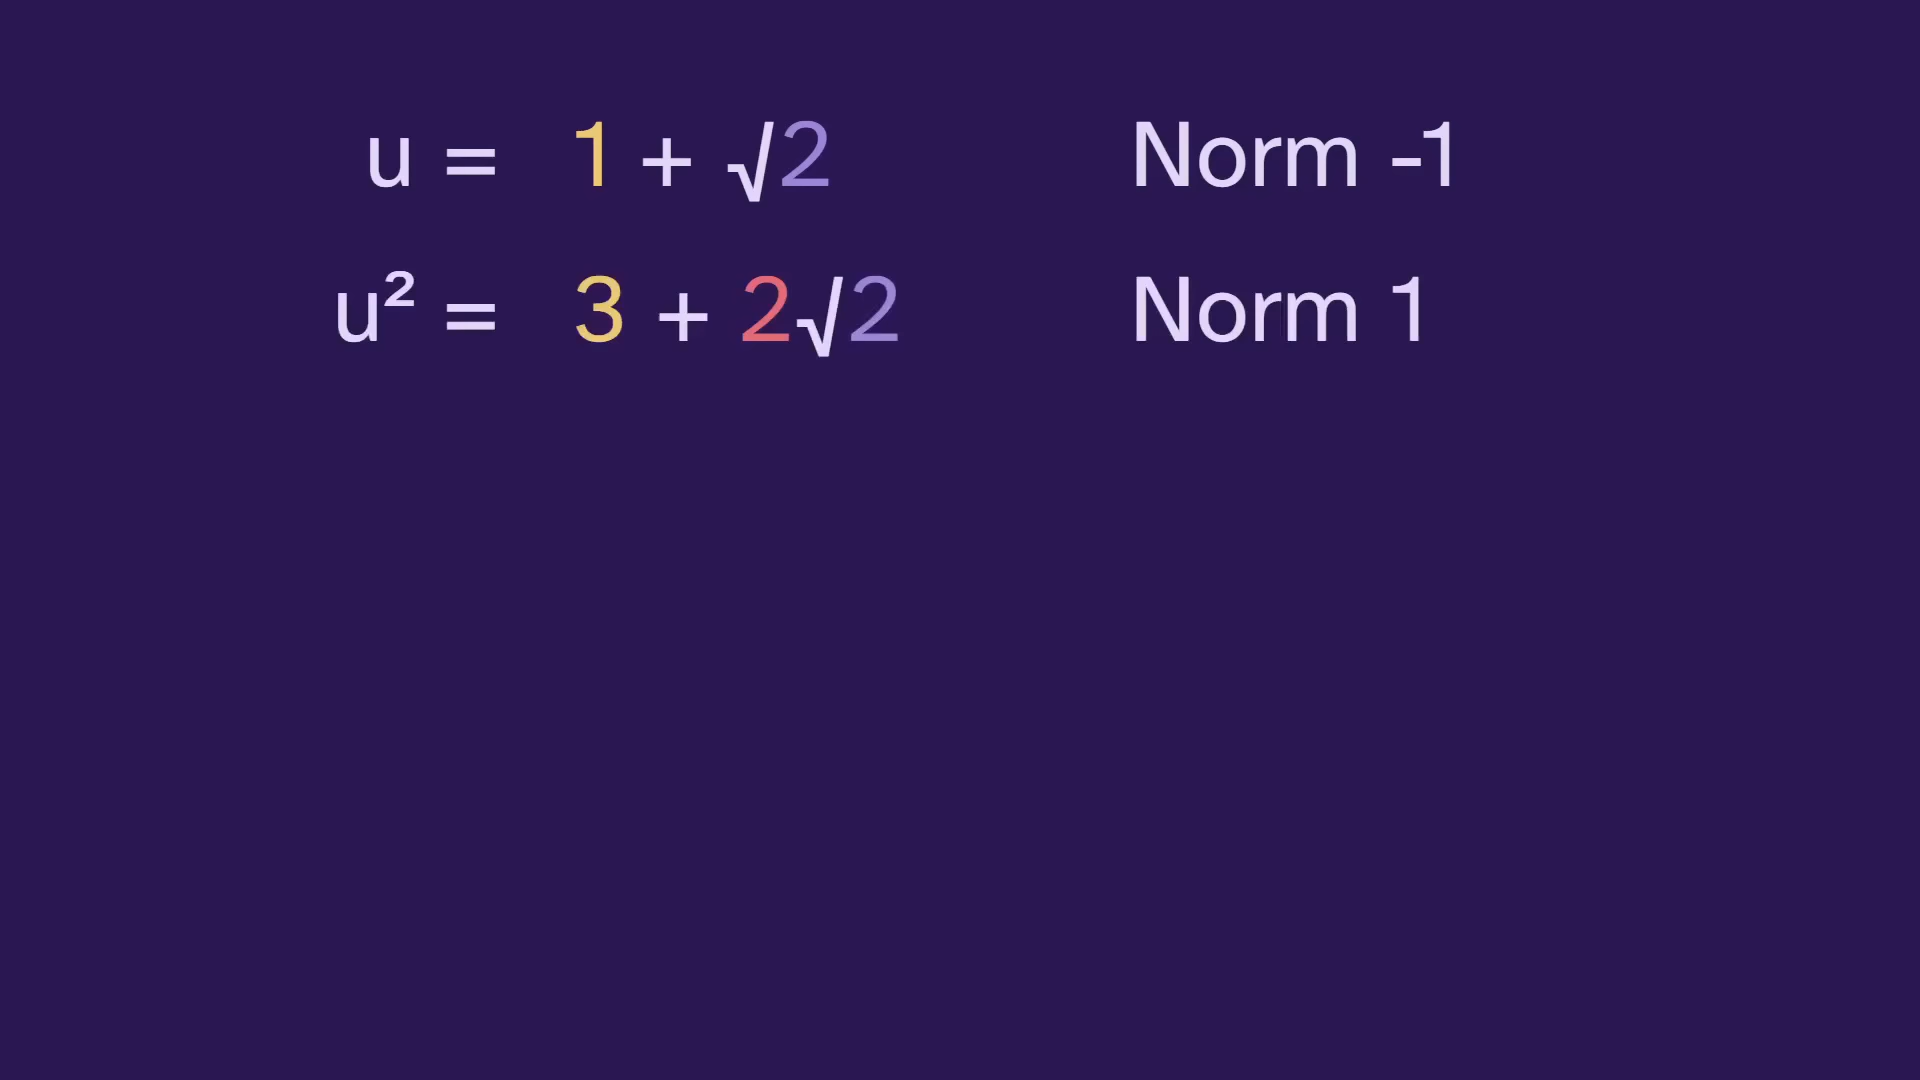 u = 1 + √2 Norm -1
u² = 3 + 2√2 Norm 1